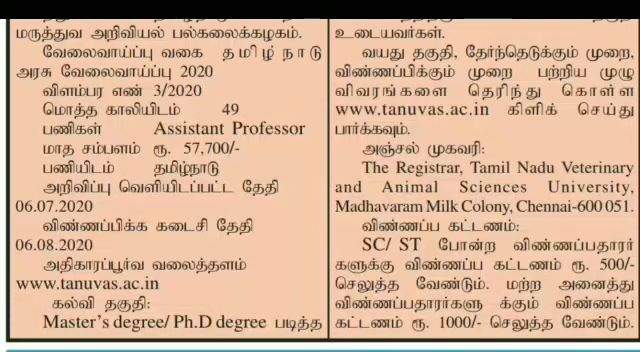 மருத்துவ அறிவியல் பல்கலைக்கழகம்.
வேலைவாய்ப்பு வகை தமிழ் நாடு
அரசு வேலைவாய்ப்பு 2020
விளம்பர எண் 3/2020
மொத்த காலியிடம் 49
பணிகள் Assistant Professor
மாத சம்பளம் ரூ. 57,700/-
பணியிடம் தமிழ்நாடு
அறிவிப்பு வெளியிடப்பட்ட தேதி
06.07.2020
விண்ணப்பிக்க கடைசி தேதி
06.08.2020
அதிகாரப்பூர்வ வலைத்தளம்
www.tanuvas.ac.in
கல்வி தகுதி:
Master's degree/ Ph.D degree படித்த
உடையவர்கள்.
வயது தகுதி, தேர்ந்தெடுக்கும் முறை,
விண்ணப்பிக்கும் முறை பற்றிய முழு
விவரங்களை தெரிந்து கொள்ள
www.tanuvas.ac.in கிளிக் செய்து
பார்க்கவும்.
அஞ்சல் முகவரி:
The Registrar, Tamil Nadu Veterinary
and Animal Sciences University,
Madhavaram Milk Colony, Chennai-600 051.
விண்ணப்ப கட்டணம்:
SC/ ST போன்ற விண்ணப்பதாரர்
களுக்கு விண்ணப்ப கட்டணம் ரூ. 500/-
செலுத்த வேண்டும். மற்ற அனைத்து
விண்ணப்பதாரர்களு க்கும் விண்ணப்ப
கட்டணம் ரூ. 1000/- செலுத்த வேண்டும்.